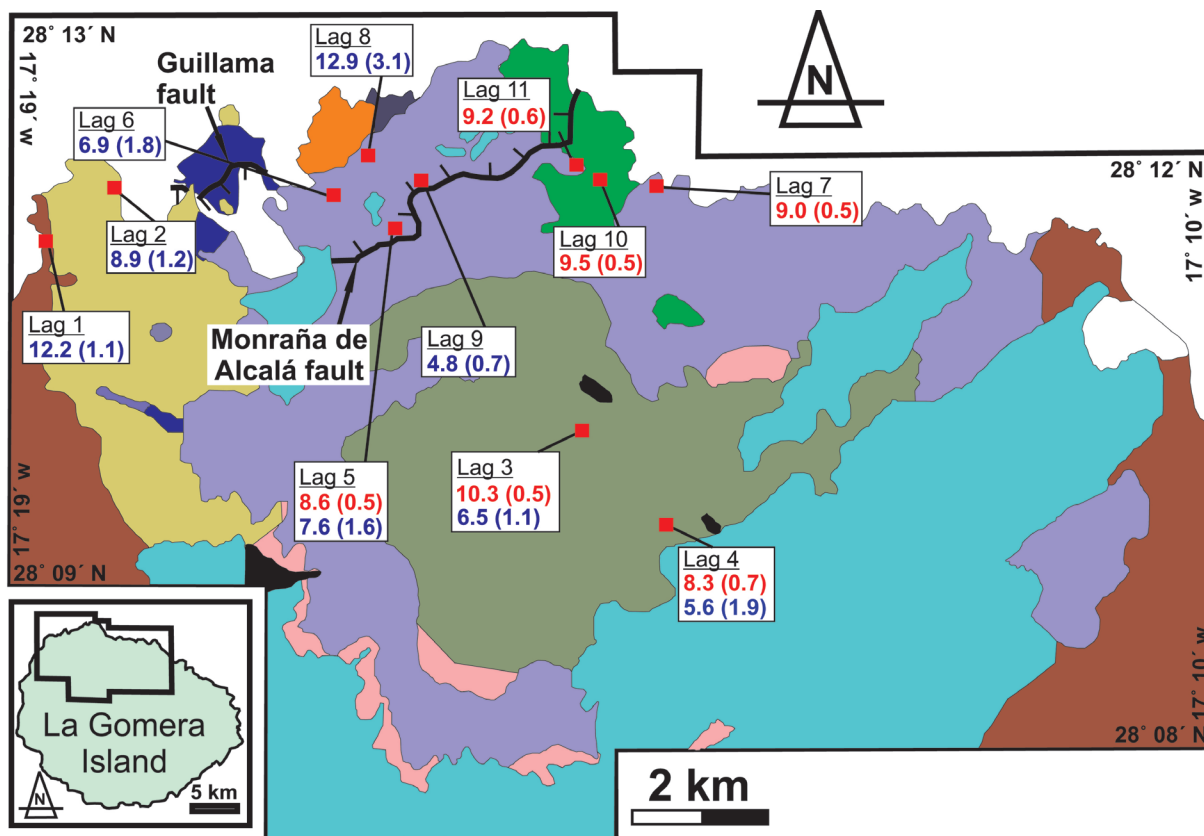 28° 13´ N
17° 19´ w
Guillama
fault
Lag 8
12.9 (3.1)
N
Lag 11
9.2 (0.6)
Lag 6
6.9 (1.8)
28° 12´ N
17° 10´ w
Lag 7
9.0 (0.5)
Lag 2
8.9 (1.2)
Lag 10
9.5 (0.5)
Lag 1
12.2 (1.1)
Monraña de
Alcalá fault
Lag 9
4.8 (0.7)
Lag 5
8.6 (0.5)
7.6 (1.6)
Lag 3
10.3 (0.5)
6.5 (1.1)
Lag 4
8.3 (0.7)
5.6 (1.9)
17° 19´ w
28° 09´ N
17° 10´ w
28° 08´ N
La Gomera
Island
N
5 km
2 km